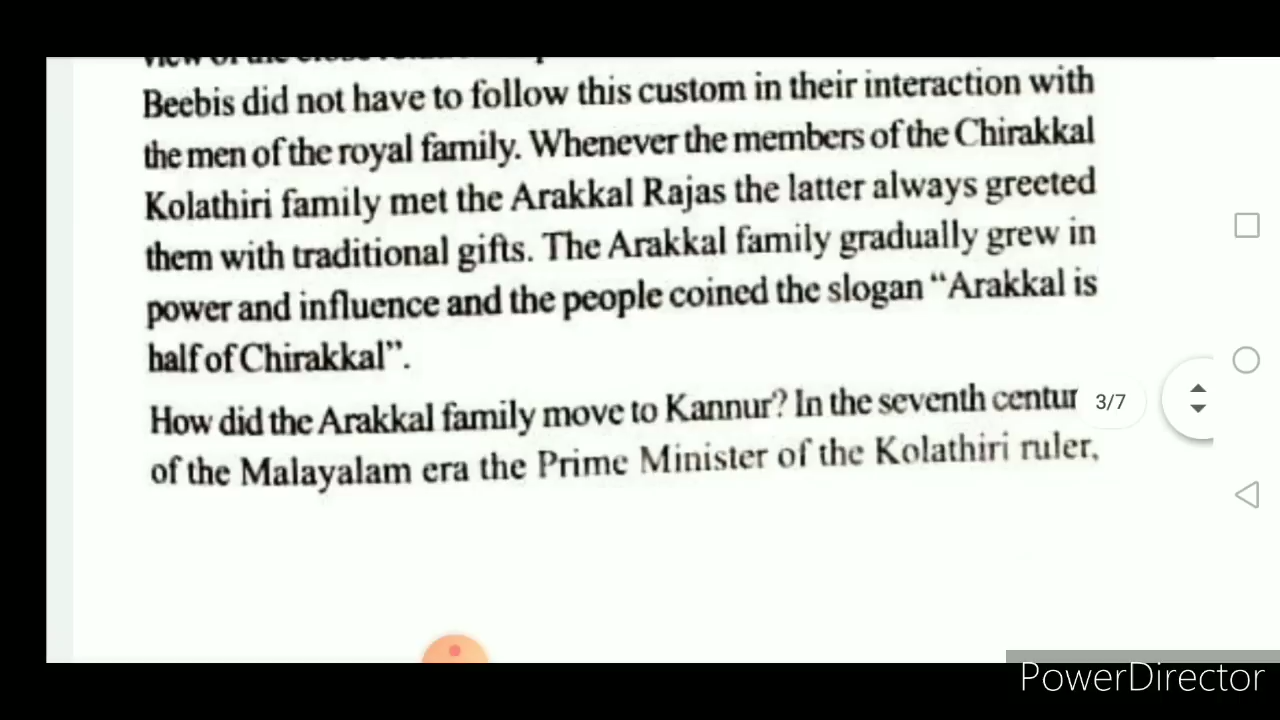 Beebis did not have to follow this custom in their interaction with
the men of the royal family. Whenever the members of the Chirakkal
Kolathiri family met the Arakkal Rajas the latter always greeted
them with traditional gifts. The Arakkal family gradually grew in
power and influence and the people coined the slogan “Arakkal is
half of Chirakkal”.
How did the Arakkal family move to Kannur? In the seventh centur
3/7
of the Malayalam era the Prime Minister of the Kolathiri ruler,
PowerDirector